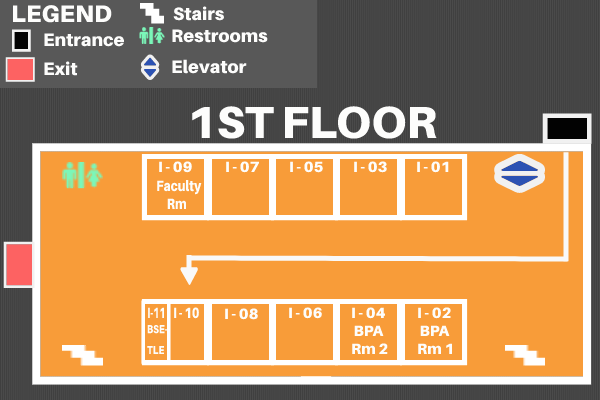 LEGEND
Entrance
Exit
Stairs
Restrooms
Elevator
1ST FLOOR
I - 09
Faculty
Rm
I - 07
I - 05
I - 03
I - 01
I-11
BSE-
TLE
I - 10
I - 08
I - 06
I - 04
BPA
Rm 2
I - 02
BPA
Rm 1